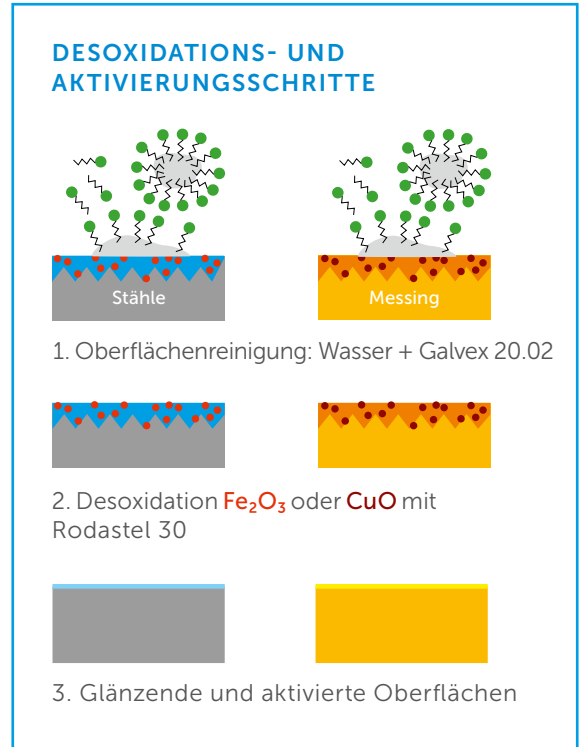 DESOXIDATIONS- UND
AKTIVIERUNGSSCHRITTE
Stähle
Messing
1. Oberflächenreinigung: Wasser + Galvex 20.02
2. Desoxidation Fe₂O₃ oder CuO mit
Rodastel 30
3. Glänzende und aktivierte Oberflächen